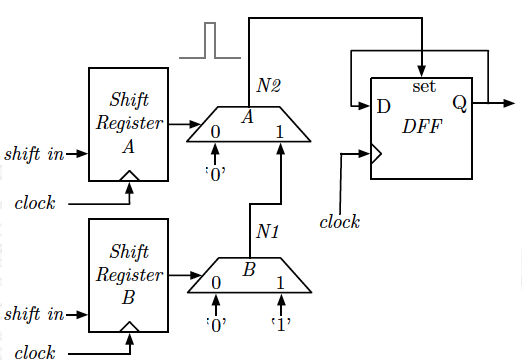 N2
set
D
Q
DFF
Shift
Register
A
A
0
1
shift in
'0'
clock
clock
N1
Shift
Register
B
B
0
1
shift in
'0'
'1'
clock